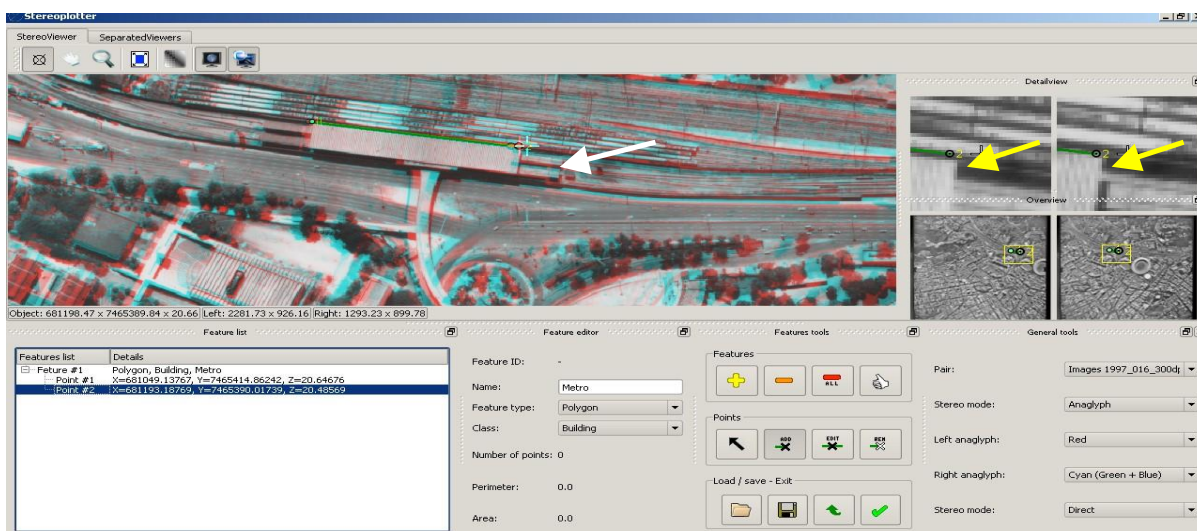 Stereoplotter
StereoViewer SeparatedViewers
Detailview
2
2
Overview
Object: 681198.47 x 7465389.84 x 20.66 Left: 2281.73 x 926.16 Right: 1293.23 x 899.78
Feature list Feature editor Features tools General tools
Features list Details
Feture #1 Polygon, Building, Metro
Point #1 X=681049.13767, Y=7465414.86242, Z=20.64676
Point #2 X=681193.18769, Y=7465390.01739, Z=20.48569
Feature ID: -
Name: Metro
Feature type: Polygon
Class: Building
Number of points: 0
Perimeter: 0.0
Area: 0.0
Features
ALL
Points
ADD EDIT REM
Load / save - Exit
Pair: Images 1997_016_300d
Stereo mode: Anaglyph
Left anaglyph: Red
Right anaglyph: Cyan (Green + Blue)
Stereo mode: Direct